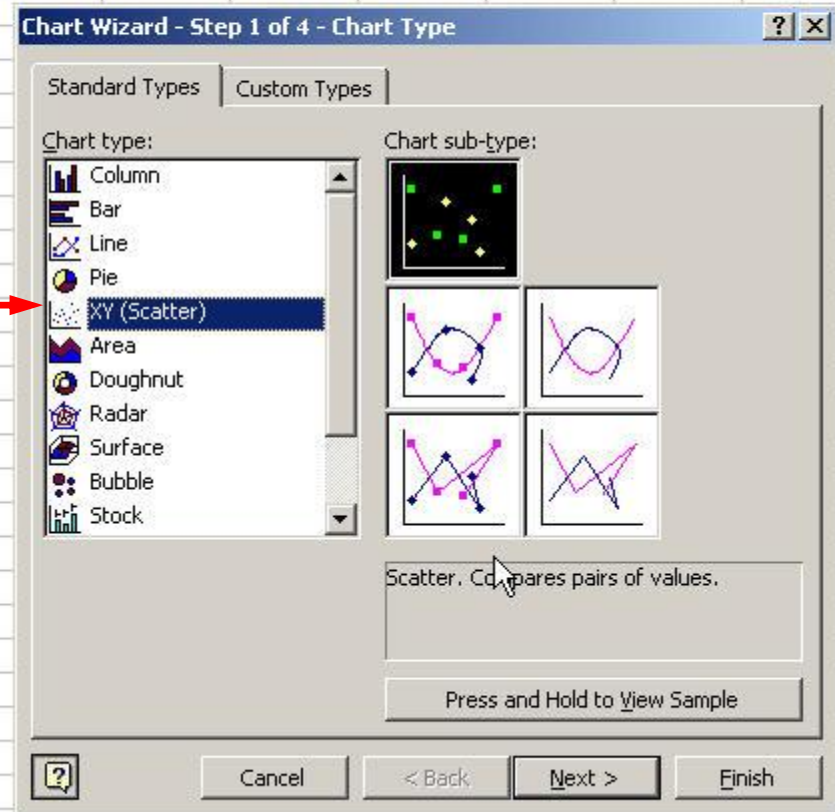 Chart Wizard - Step 1 of 4 - Chart Type
Standard Types
Custom Types
Chart type:
Column
Bar
Line
Pie
XY (Scatter)
Area
Doughnut
Radar
Surface
Bubble
Stock
Chart sub-type:
Scatter. Compares pairs of values.
Press and Hold to View Sample
Cancel
< Back
Next >
Finish